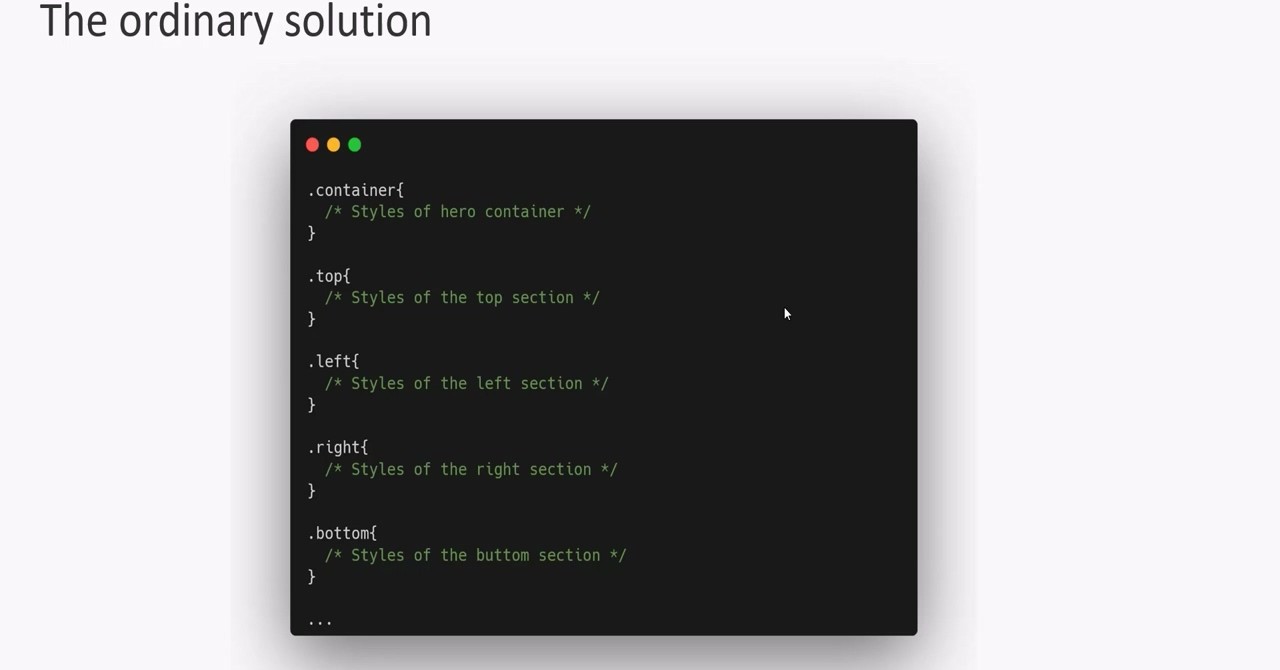 The ordinary solution
.container{
/* Styles of hero container */
}
.top{
/* Styles of the top section */
}
.left{
/* Styles of the left section */
}
.right{
/* Styles of the right section */
}
.bottom{
/* Styles of the buttom section */
}
...